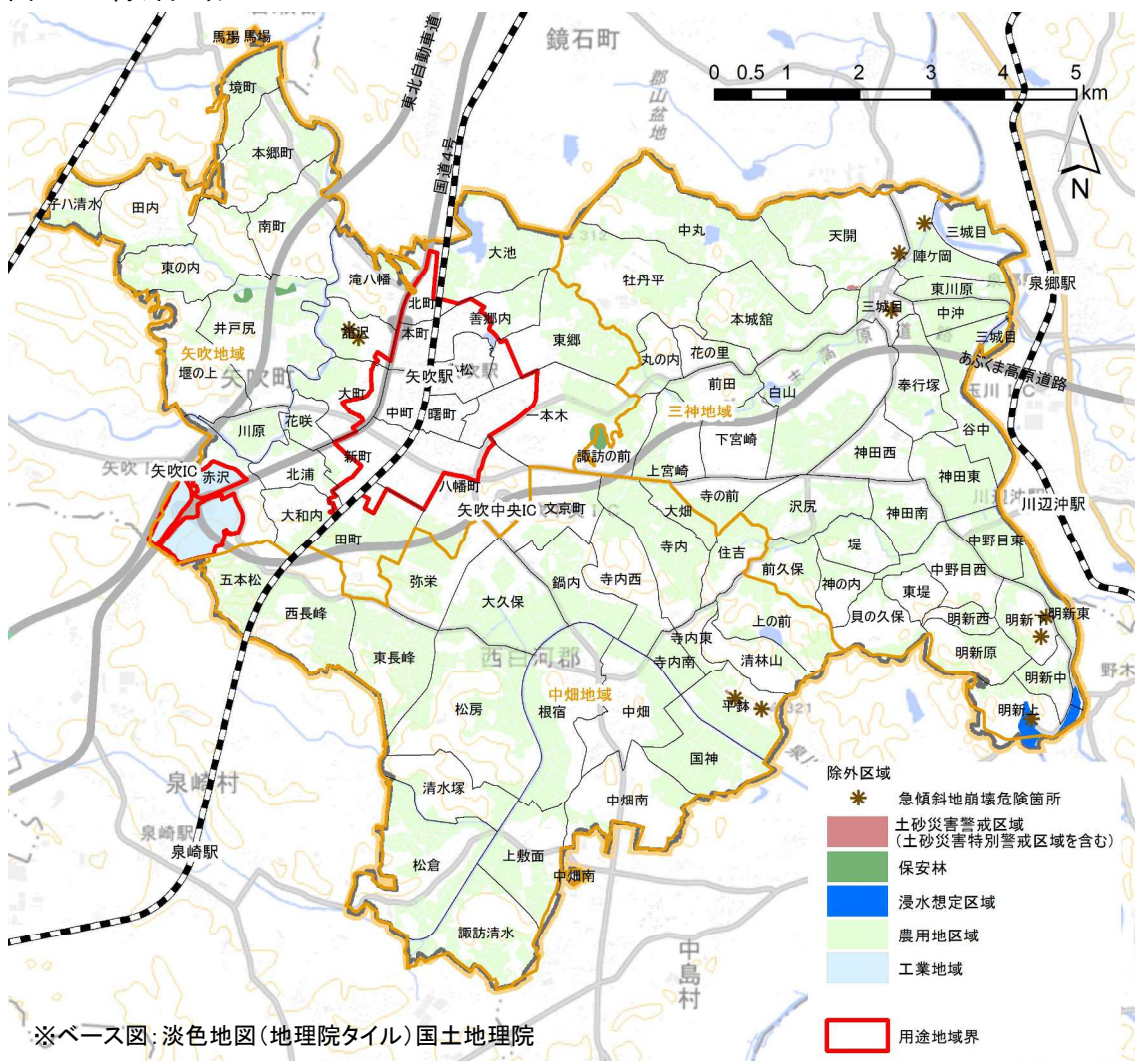 馬場 馬場
鏡石町
東北自動車道
国道4号
郡山盆地
0 0.5 1 2 3 4 5
km
N
境町
本郷町
子ハ清水
田内
南町
東の内
滝八幡
大池
312
中丸
天開
三城目
陣ケ岡
泉郷駅
東川原
牡丹平
北町
善郷内
井戸尻
本町
東郷
本城舘
三城目
中沖
三城目
矢吹地域
堰の上
矢吹町
丸の内
花の里
あぶくま高原道路
矢吹駅
大町
前田
白山
奉行塚
玉川IC
川原
花咲
中町
曙町
一本木
三神地域
下宮崎
谷中
北浦
新町
諏訪の前
上宮崎
神田西
矢吹IC
赤沢
八幡町
神田東
大和内
矢吹中央IC
文京町
寺の前
沢尻
川辺沖駅
田町
大畑
神田南
五本松
弥栄
鍋内
寺内
住吉
堤
中野目東
西長峰
大久保
寺内西
前久保
神の内
中野目西
東堤
貝の久保
明新西
明新下
明新東
東長峰
西白河郡
寺内東
上の前
寺内南
清林山
明新原
明新中
中畑地域
松房
根宿
中畑
平鉢
321
明新上
国神
泉崎村
清水塚
中畑南
泉崎駅
泉崎駅
松倉
上敷面
中畑南
諏訪清水
中島村
除外区域
急傾斜地崩壊危険箇所
土砂災害警戒区域
(土砂災害特別警戒区域を含む)
保安林
浸水想定区域
農用地区域
工業地域
用途地域界
※ベース図:淡色地図(地理院タイル)国土地理院